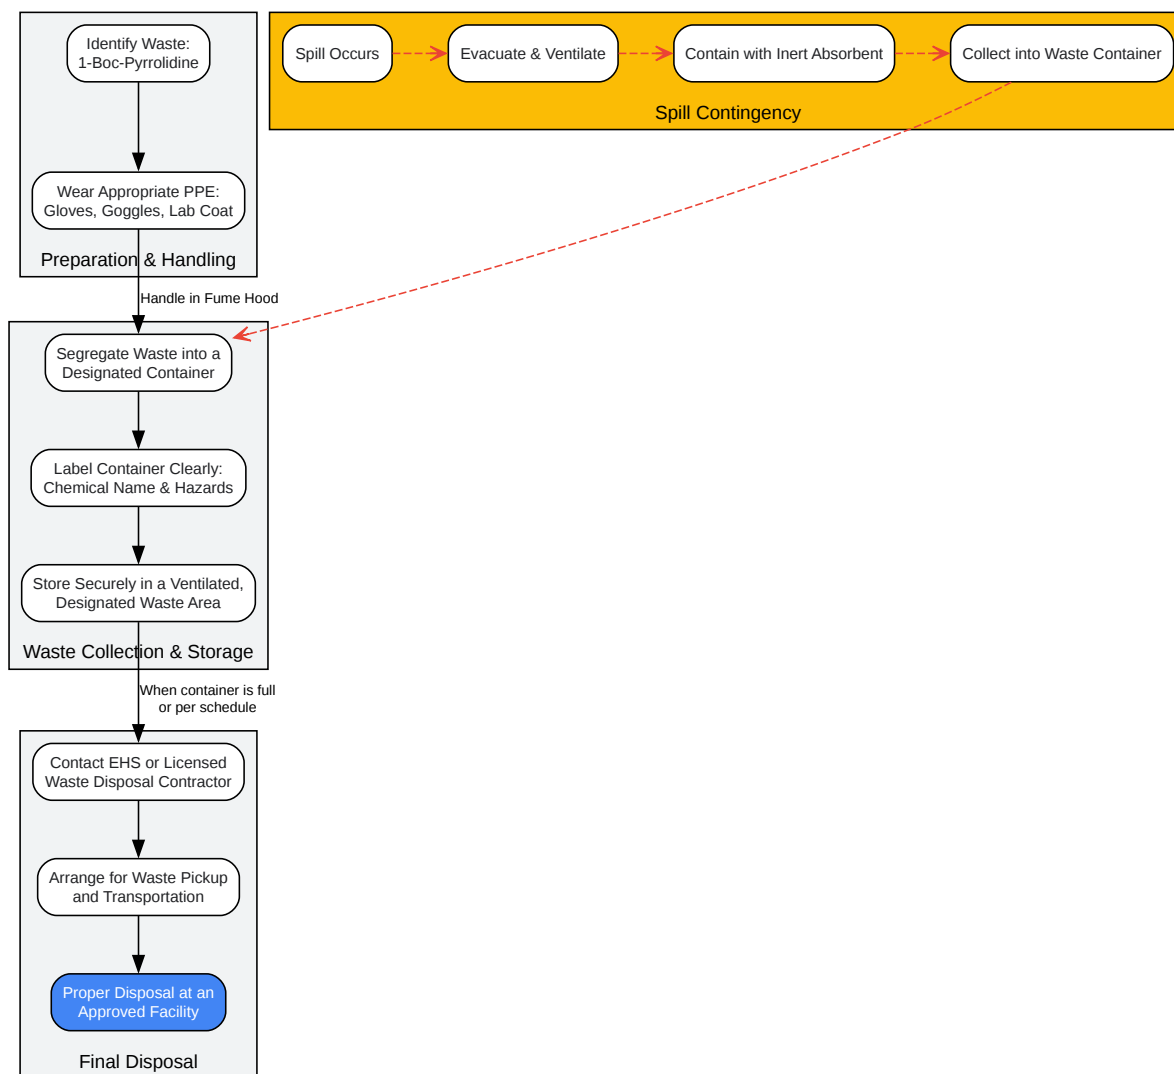 Identify Waste:
1-Boc-Pyrrolidine
Wear Appropriate PPE:
Gloves, Goggles, Lab Coat
Preparation & Handling
Spill Occurs
Evacuate & Ventilate
Contain with Inert Absorbent
Collect into Waste Container
Spill Contingency
Handle in Fume Hood
Segregate Waste into a
Designated Container
Label Container Clearly:
Chemical Name & Hazards
Store Securely in a Ventilated,
Designated Waste Area
Waste Collection & Storage
When container is full
or per schedule
Contact EHS or Licensed
Waste Disposal Contractor
Arrange for Waste Pickup
and Transportation
Proper Disposal at an
Approved Facility
Final Disposal